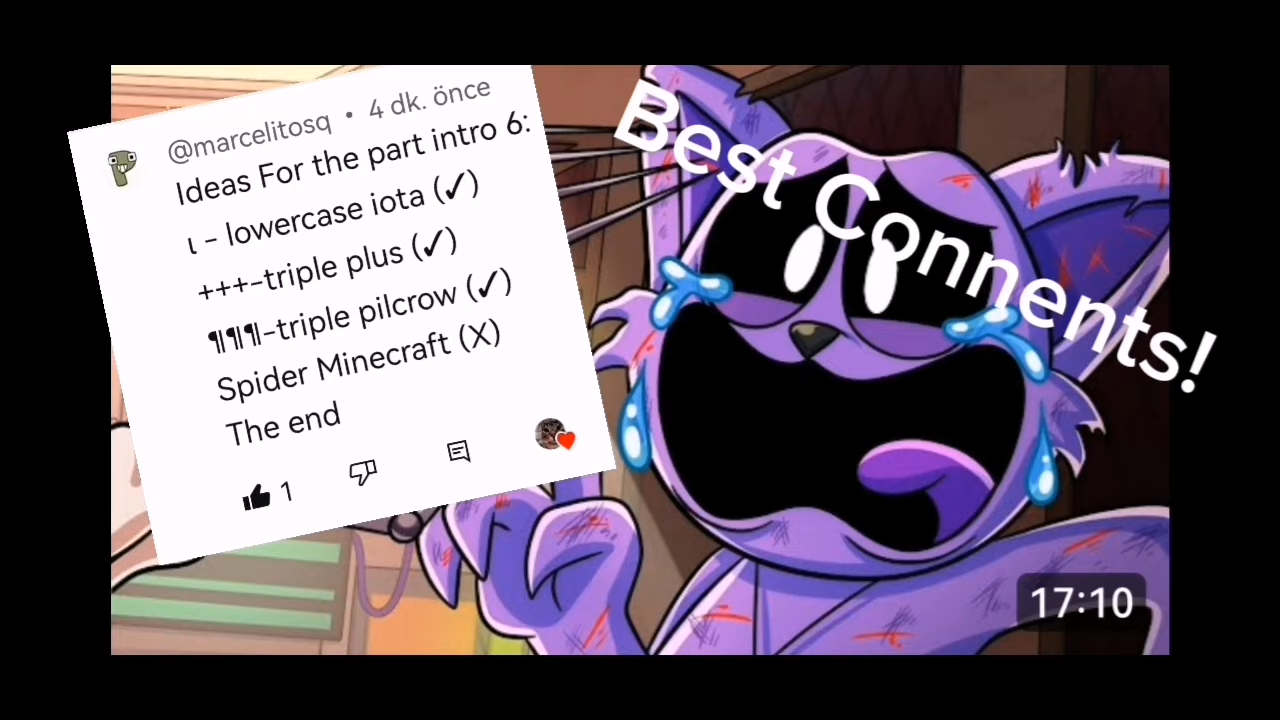 @marcelitosq • 4 dk. önce
Ideas For the part intro 6:
ɩ - lowercase iota (✓)
+++-triple plus (✓)
¶¶¶-triple pilcrow (✓)
Spider Minecraft (X)
The end
1
Best Connents!
17:10